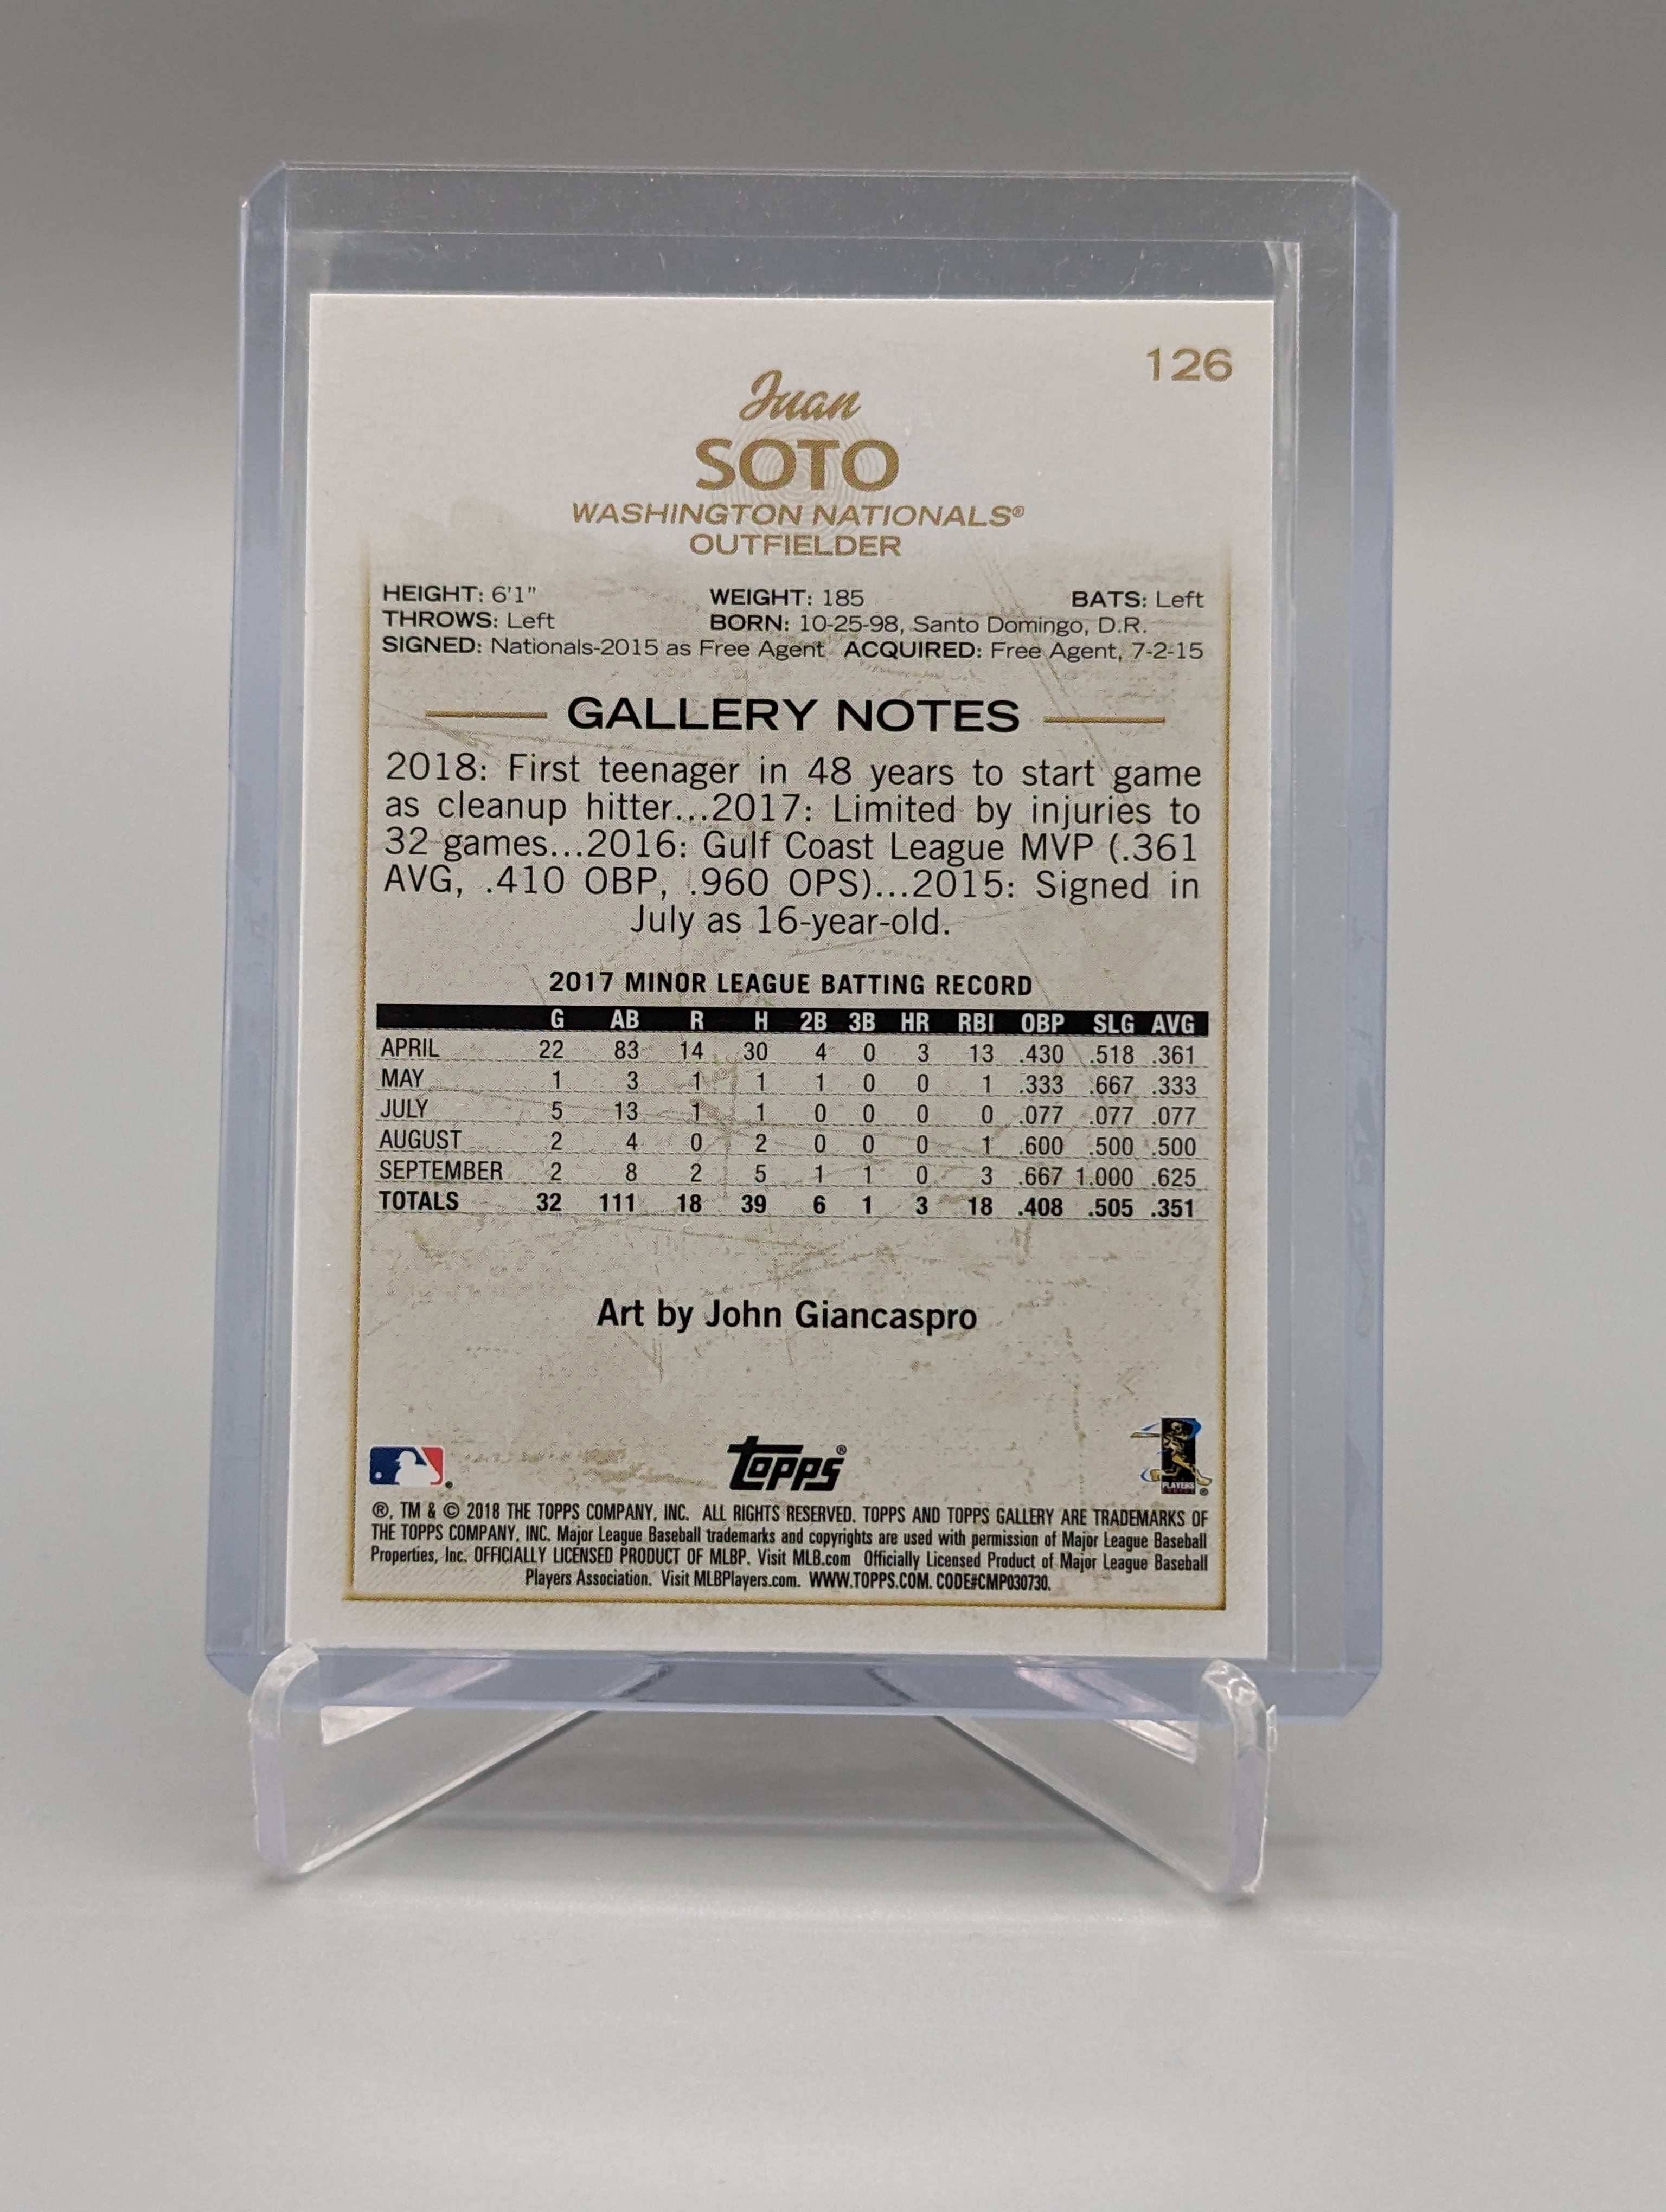 126
Juan
SOTO
WASHINGTON NATIONALS®
OUTFIELDER
HEIGHT: 6'1" WEIGHT: 185 BATS: Left
THROWS: Left BORN: 10-25-98, Santo Domingo, D.R.
SIGNED: Nationals-2015 as Free Agent ACQUIRED: Free Agent, 7-2-15
GALLERY NOTES
2018: First teenager in 48 years to start game
as cleanup hitter...2017: Limited by injuries to
32 games...2016: Gulf Coast League MVP (.361
AVG, .410 OBP, .960 OPS)...2015: Signed in
July as 16-year-old.
2017 MINOR LEAGUE BATTING RECORD
G AB R H 2B 3B HR RBI OBP SLG AVG
APRIL 22 83 14 30 4 0 3 13 .430 .518 .361
MAY 1 3 1 1 1 0 0 1 .333 .667 .333
JULY 5 13 1 1 0 0 0 0 .077 .077 .077
AUGUST 2 4 0 2 0 0 0 1 .600 .500 .500
SEPTEMBER 2 8 2 5 1 1 0 3 .667 1.000 .625
TOTALS 32 111 18 39 6 1 3 18 .408 .505 .351
Art by John Giancaspro
topps®
PLAYERS
®, TM & © 2018 THE TOPPS COMPANY, INC. ALL RIGHTS RESERVED. TOPPS AND TOPPS GALLERY ARE TRADEMARKS OF
THE TOPPS COMPANY, INC. Major League Baseball trademarks and copyrights are used with permission of Major League Baseball
Properties, Inc. OFFICIALLY LICENSED PRODUCT OF MLBP. Visit MLB.com Officially Licensed Product of Major League Baseball
Players Association. Visit MLBPlayers.com. WWW.TOPPS.COM. CODE#CMP030730.